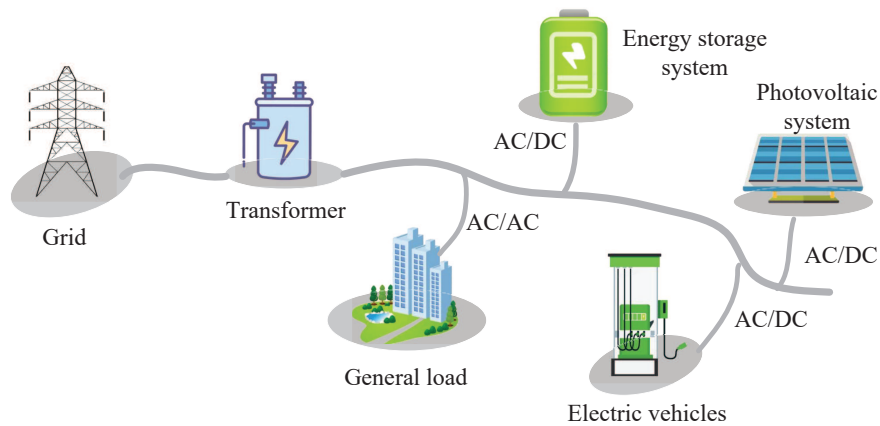 Energy storage
system
Photovoltaic
system
AC/DC
Transformer
Grid
AC/AC
AC/DC
AC/DC
General load
Electric vehicles